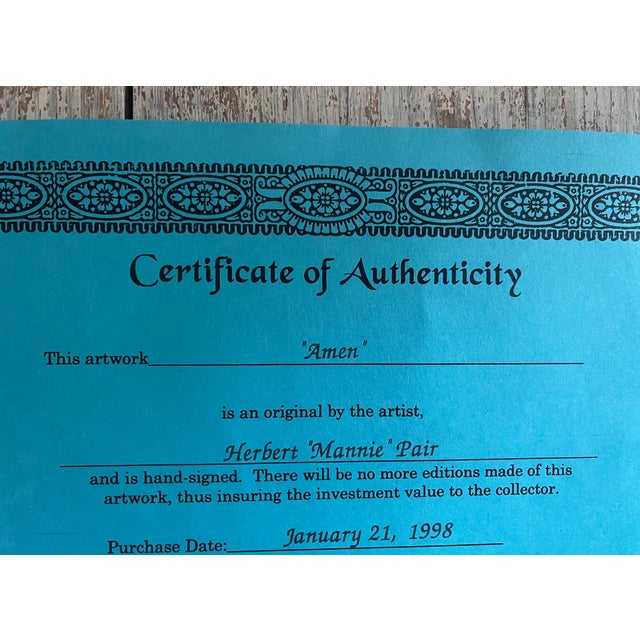 Certificate of Authenticity
This artwork "Amen"
is an original by the artist,
Herbert "Mannie" Pair
and is hand-signed. There will be no more editions made of this
artwork, thus insuring the investment value to the collector.
Purchase Date: January 21, 1998